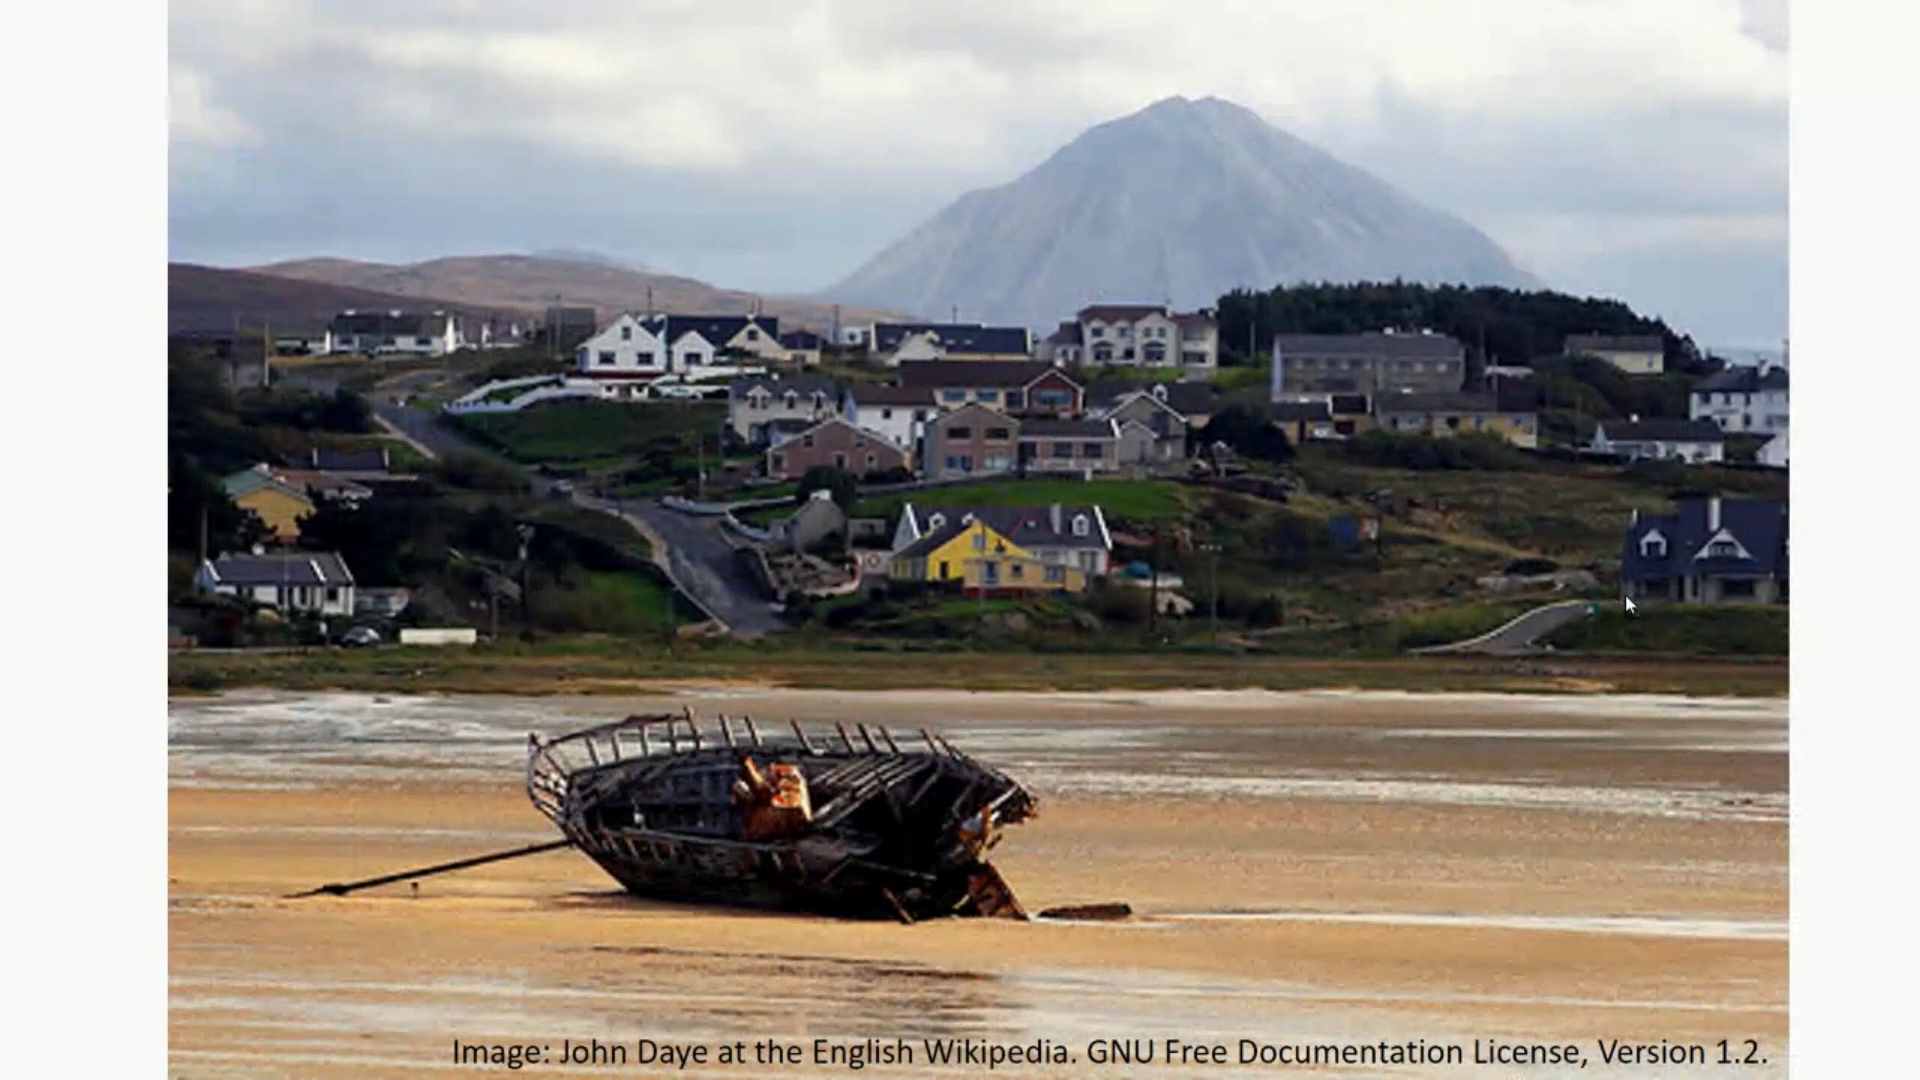 Image: John Daye at the English Wikipedia. GNU Free Documentation License, Version 1.2.